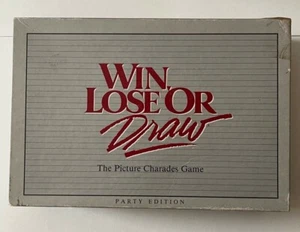 WIN,
LOSE OR
Draw
The Picture Charades Game
PARTY EDITION